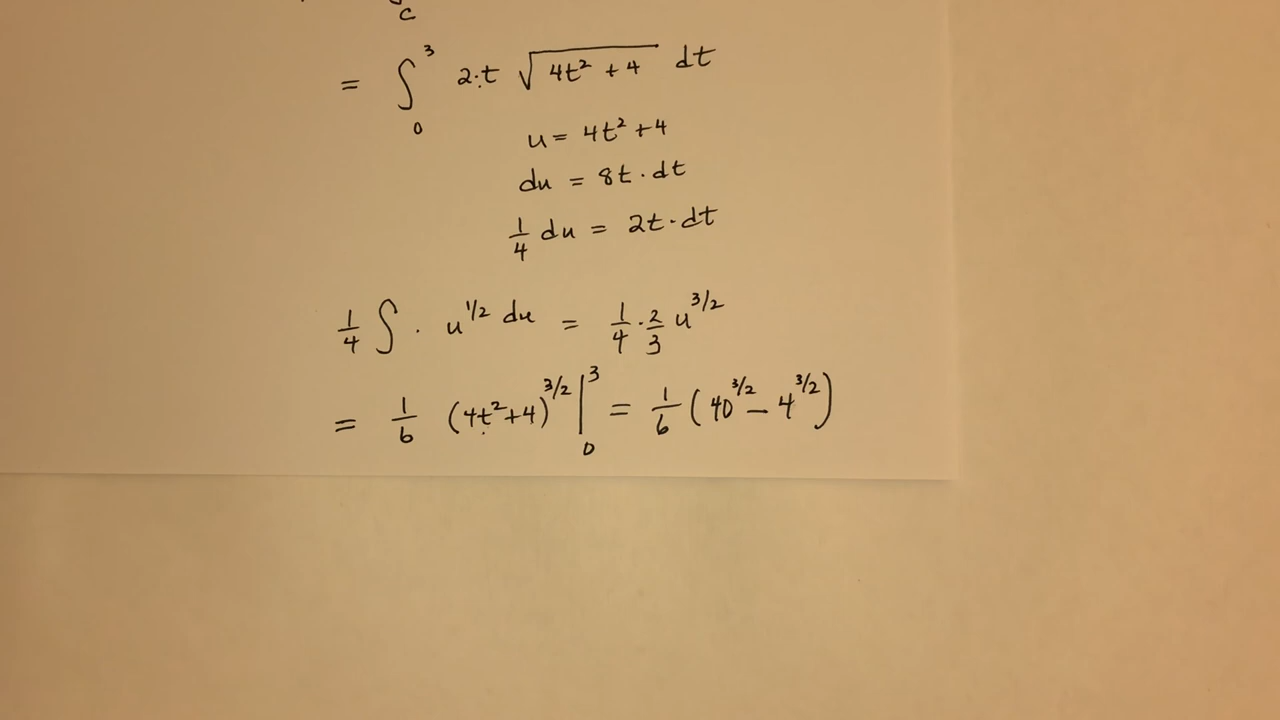 C
= ∫₀³ 2·t √(4t² + 4) dt
u = 4t² + 4
du = 8t · dt
1/4 du = 2t · dt
1/4 ∫ · u^{1/2} du = 1/4 · 2/3 u^{3/2}
= 1/6 (4t² + 4)^{3/2} |₀³ = 1/6 (40^{3/2} − 4^{3/2})